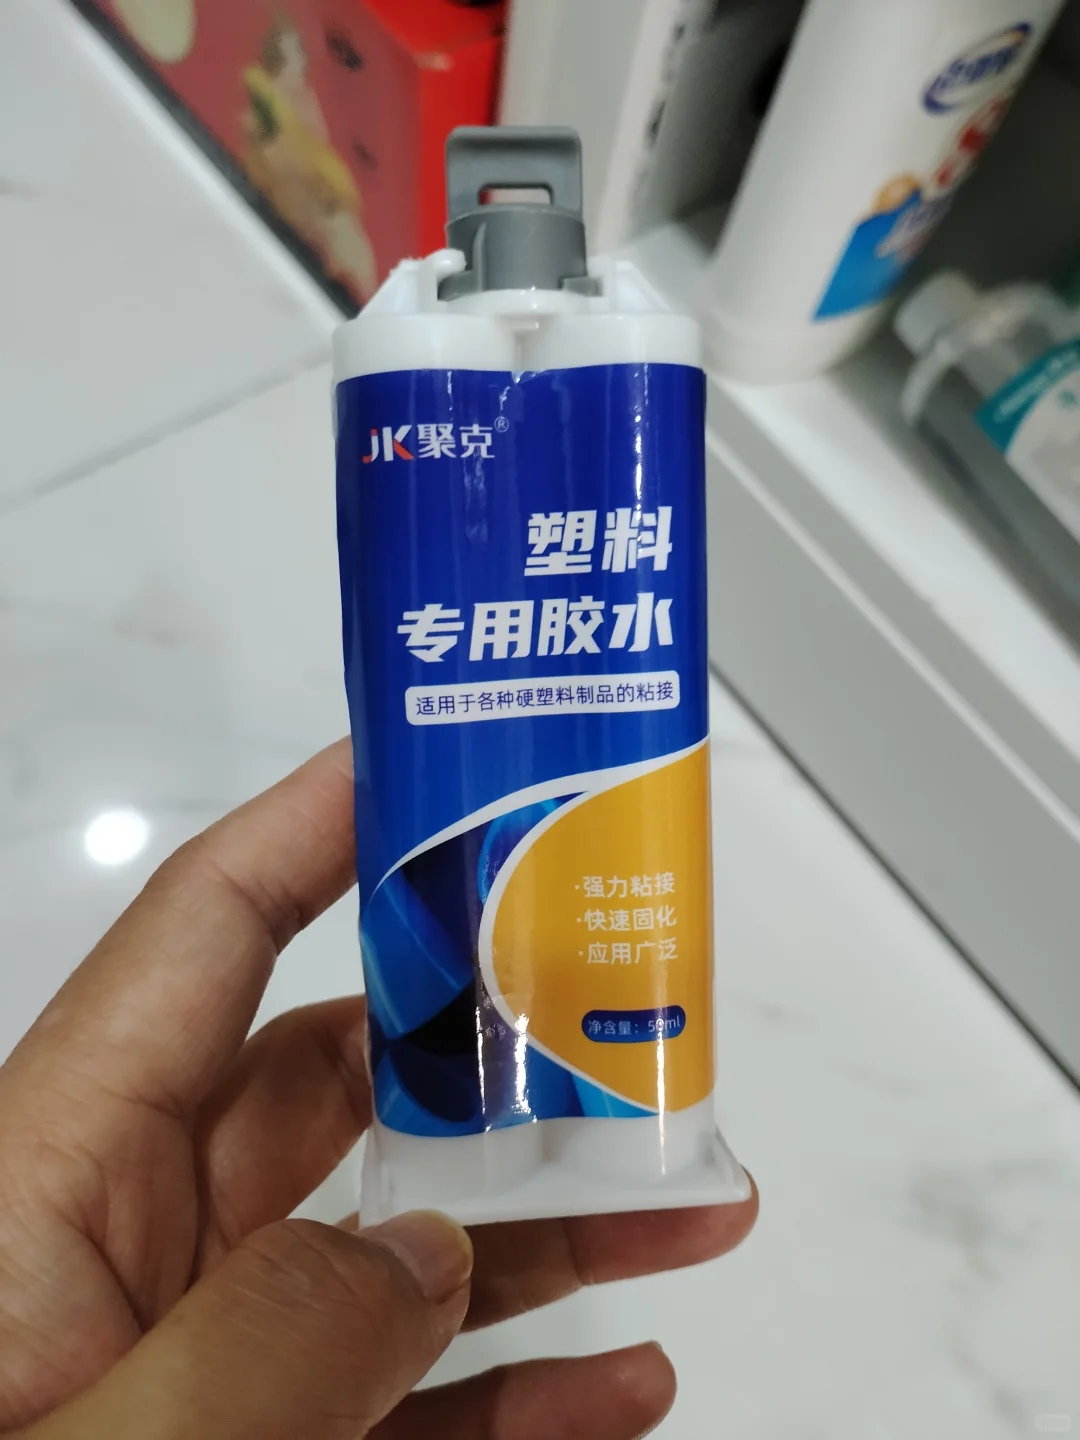 JK聚克®
塑料
专用胶水
适用于各种硬塑料制品的粘接
·强力粘接
·快速固化
·应用广泛
净含量：50ml